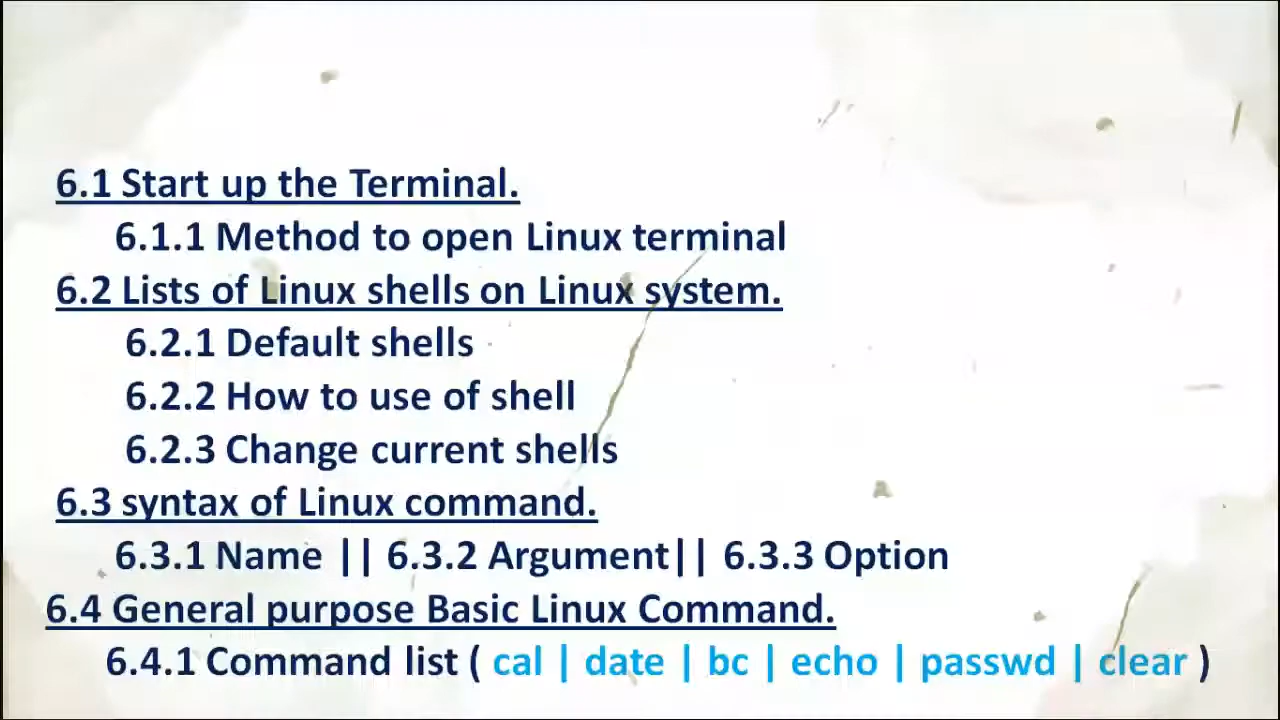 6.1 Start up the Terminal.
6.1.1 Method to open Linux terminal
6.2 Lists of Linux shells on Linux system.
6.2.1 Default shells
6.2.2 How to use of shell
6.2.3 Change current shells
6.3 syntax of Linux command.
6.3.1 Name || 6.3.2 Argument|| 6.3.3 Option
6.4 General purpose Basic Linux Command.
6.4.1 Command list ( cal | date | bc | echo | passwd | clear )